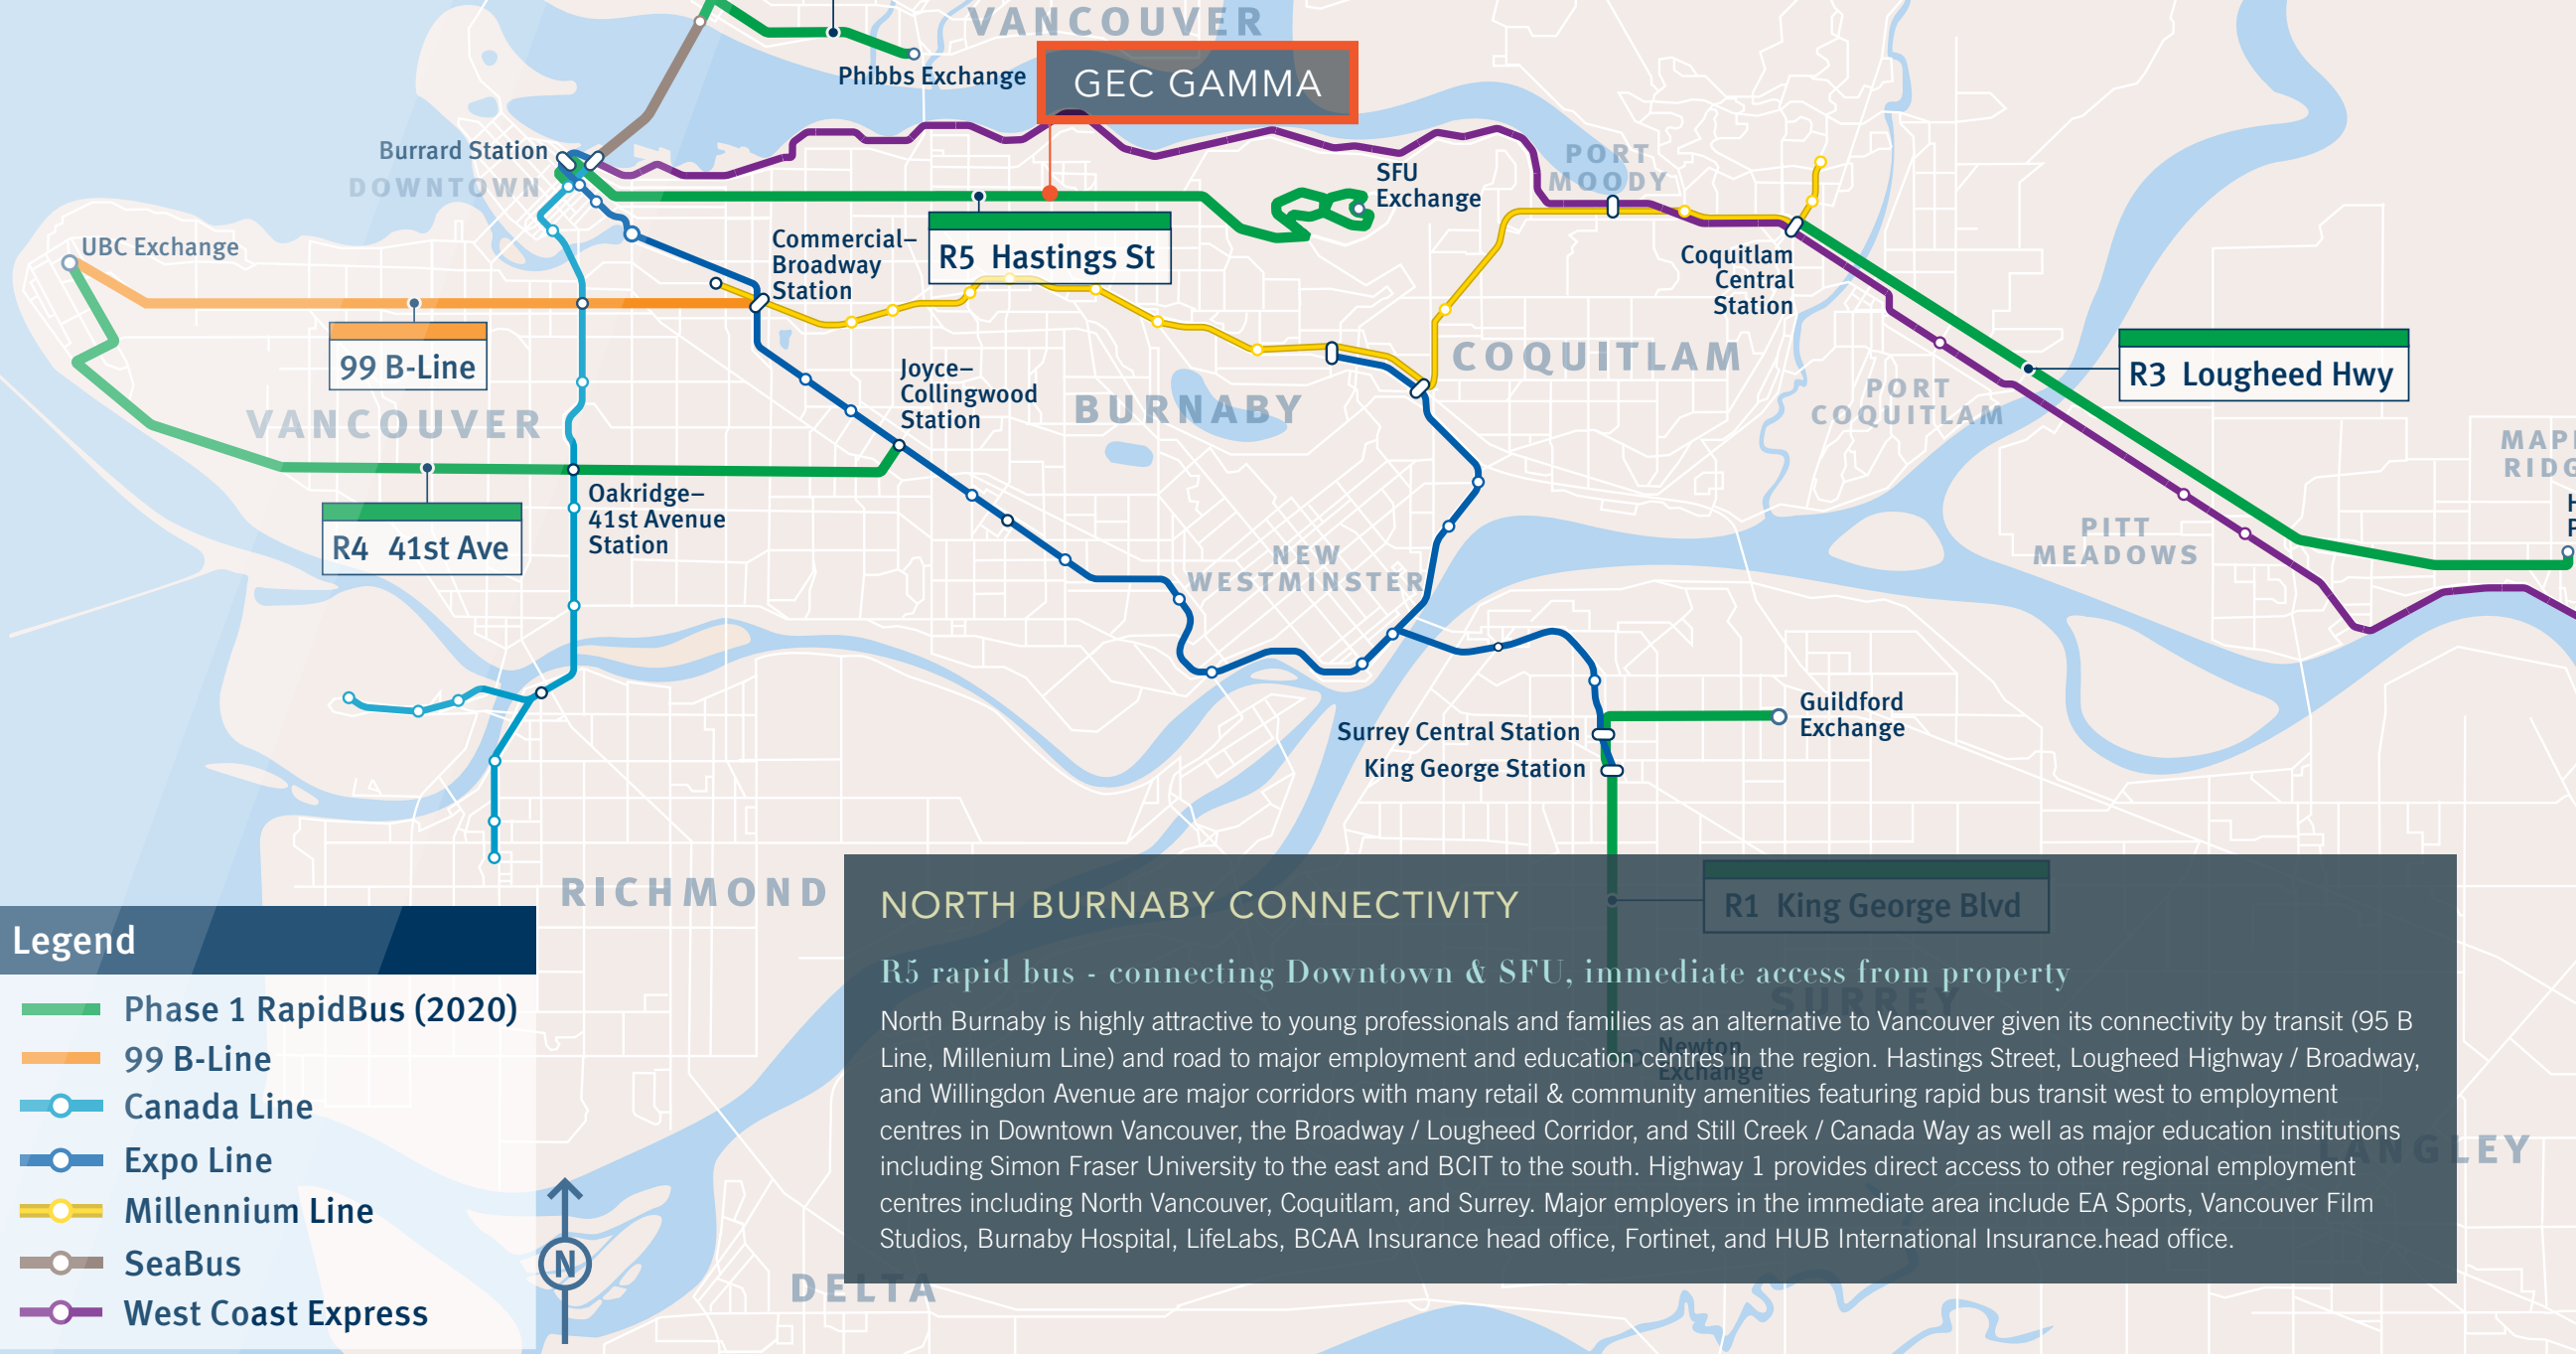 VANCOUVER
Phibbs Exchange
GEC GAMMA
Burrard Station
DOWNTOWN
PORT
MOODY
SFU
Exchange
UBC Exchange
Commercial–
Broadway
Station
R5 Hastings St
Coquitlam
Central
Station
99 B-Line
COQUITLAM
R3 Lougheed Hwy
Joyce–
Collingwood
Station
BURNABY
PORT
COQUITLAM
VANCOUVER
Oakridge–
41st Avenue
Station
R4 41st Ave
NEW
WESTMINSTER
PITT
MEADOWS
Guildford
Exchange
Surrey Central Station
King George Station
RICHMOND
R1 King George Blvd
SURREY
Newton
Exchange
LANGLEY
DELTA
NORTH BURNABY CONNECTIVITY
R5 rapid bus - connecting Downtown & SFU, immediate access from property
North Burnaby is highly attractive to young professionals and families as an alternative to Vancouver given its connectivity by transit (95 B
Line, Millenium Line) and road to major employment and education centres in the region. Hastings Street, Lougheed Highway / Broadway,
and Willingdon Avenue are major corridors with many retail & community amenities featuring rapid bus transit west to employment
centres in Downtown Vancouver, the Broadway / Lougheed Corridor, and Still Creek / Canada Way as well as major education institutions
including Simon Fraser University to the east and BCIT to the south. Highway 1 provides direct access to other regional employment
centres including North Vancouver, Coquitlam, and Surrey. Major employers in the immediate area include EA Sports, Vancouver Film
Studios, Burnaby Hospital, LifeLabs, BCAA Insurance head office, Fortinet, and HUB International Insurance.head office.
Legend
Phase 1 RapidBus (2020)
99 B-Line
Canada Line
Expo Line
Millennium Line
SeaBus
West Coast Express
N